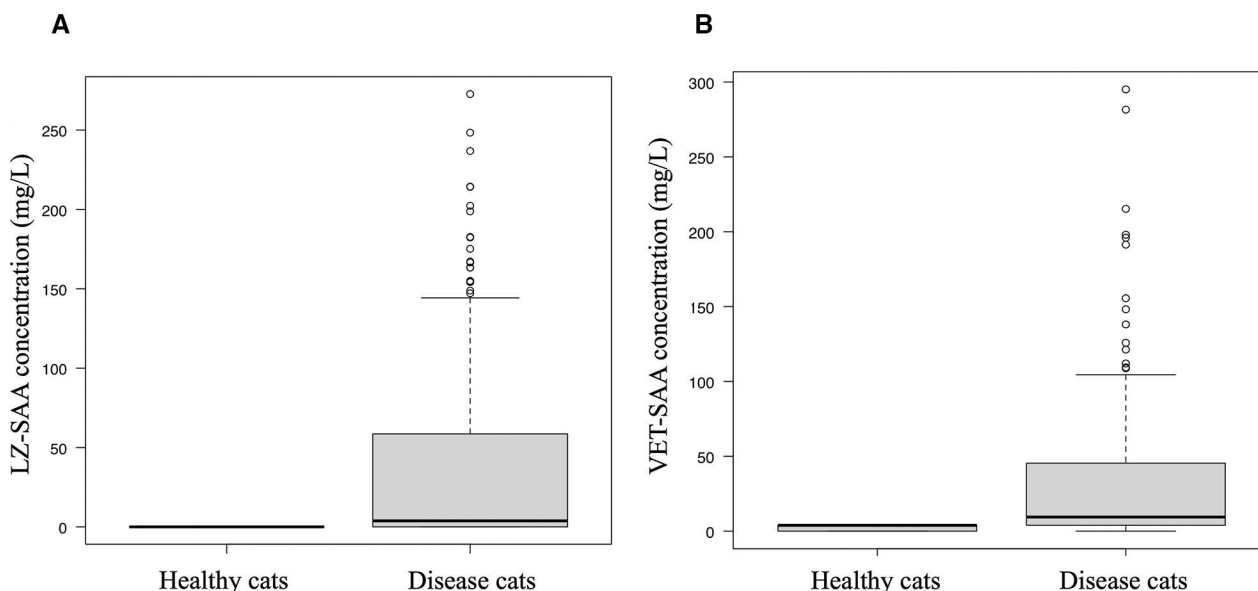 A
LZ-SAA concentration (mg/L)
250
200
150
100
50
0
Healthy cats
Disease cats
B
VET-SAA concentration (mg/L)
300
250
200
150
100
50
0
Healthy cats
Disease cats